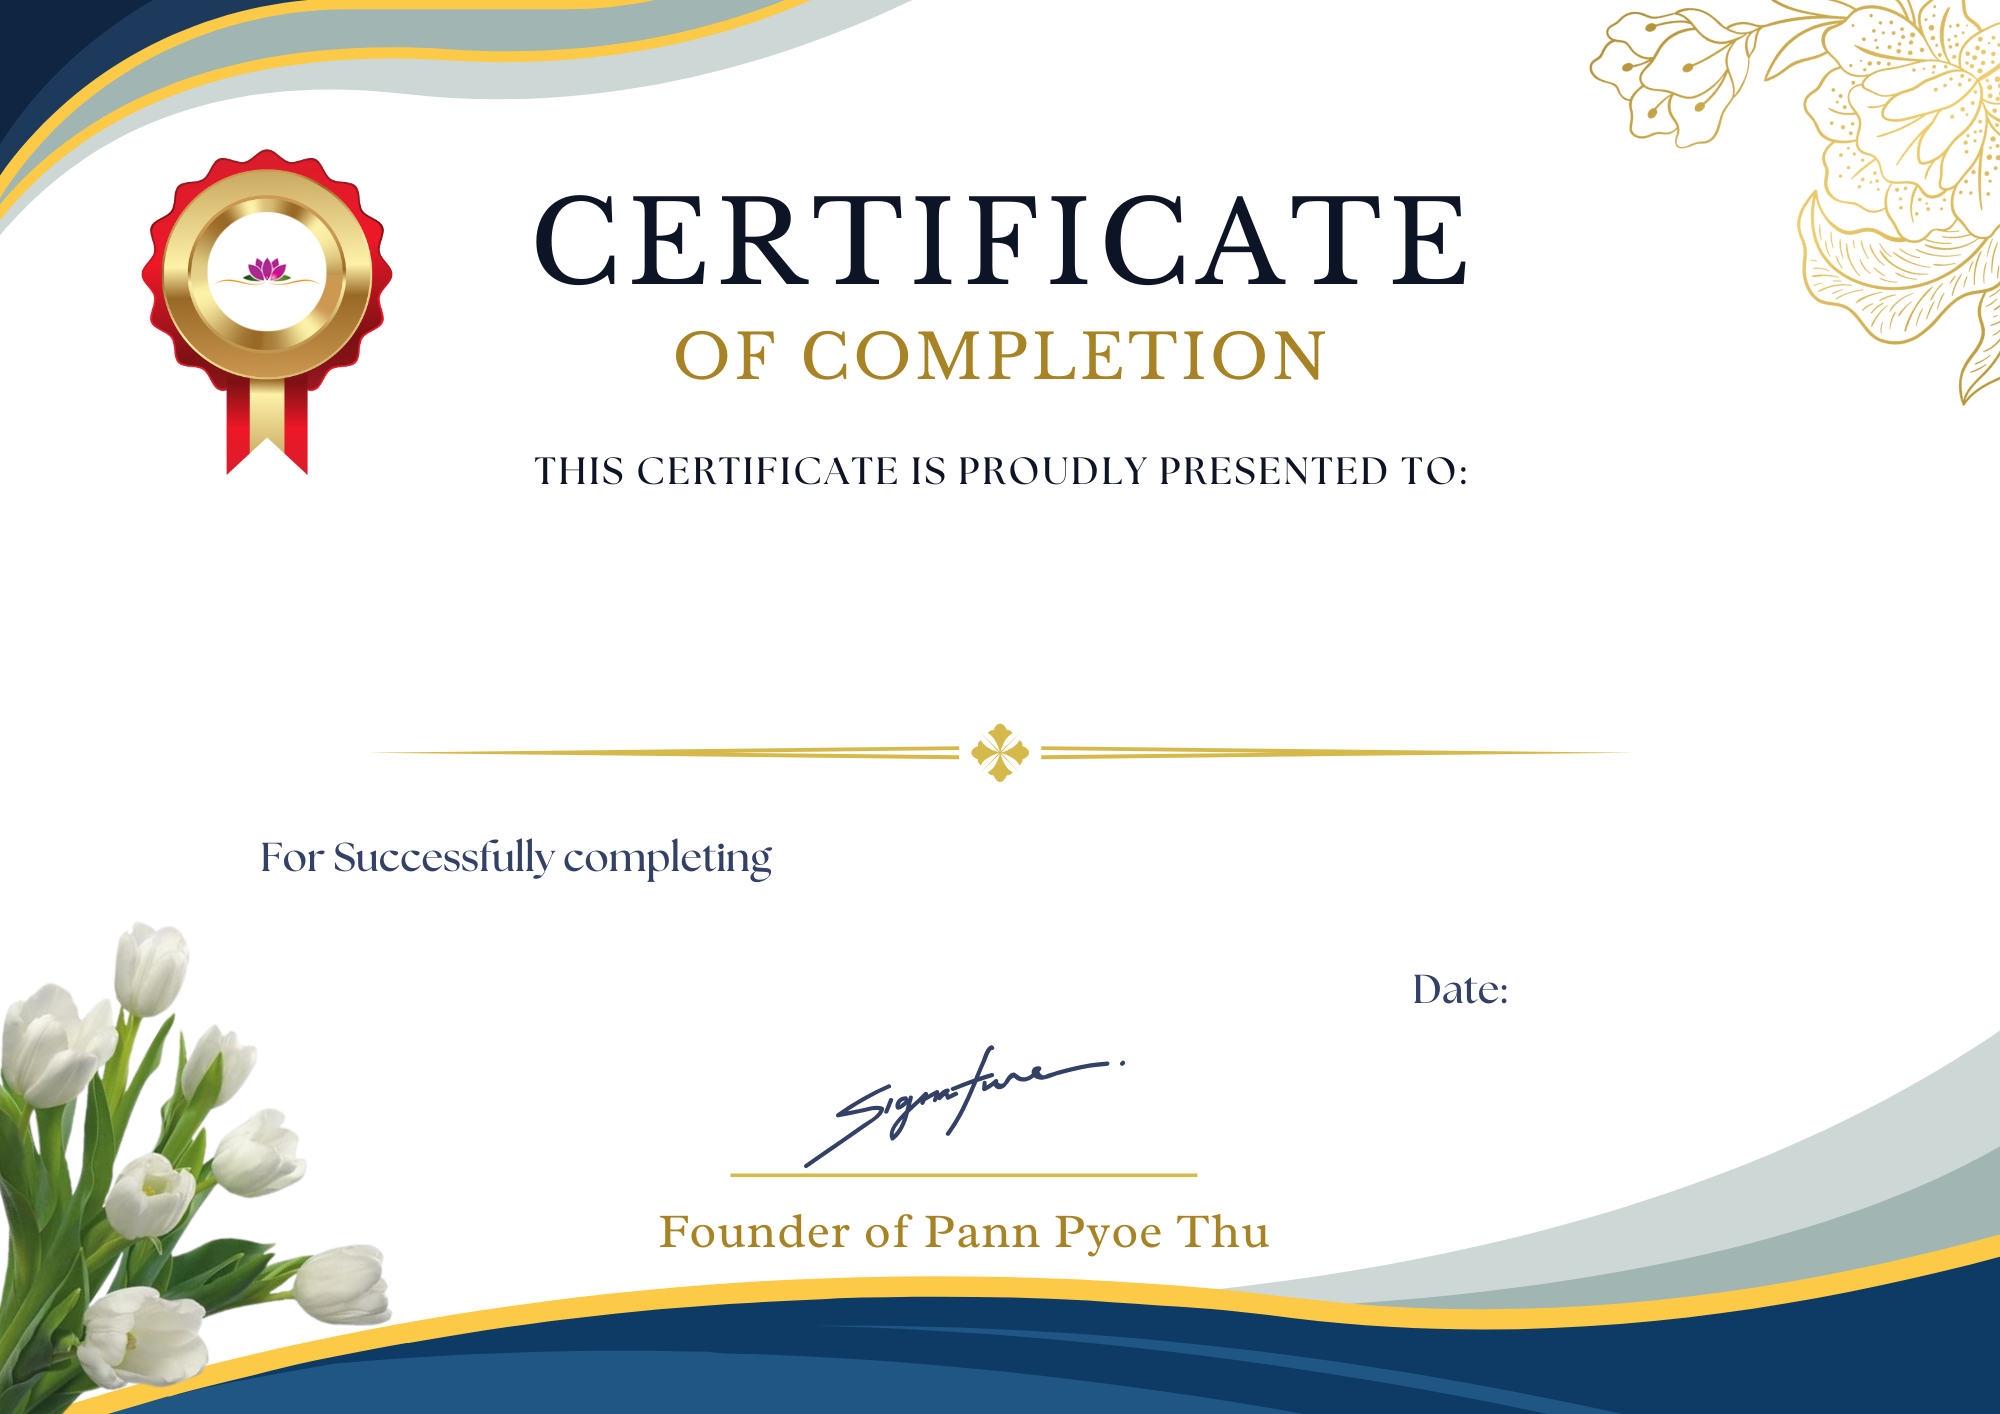 CERTIFICATE
OF COMPLETION
THIS CERTIFICATE IS PROUDLY PRESENTED TO:
For Successfully completing
Date:
Signature
Founder of Pann Pyoe Thu